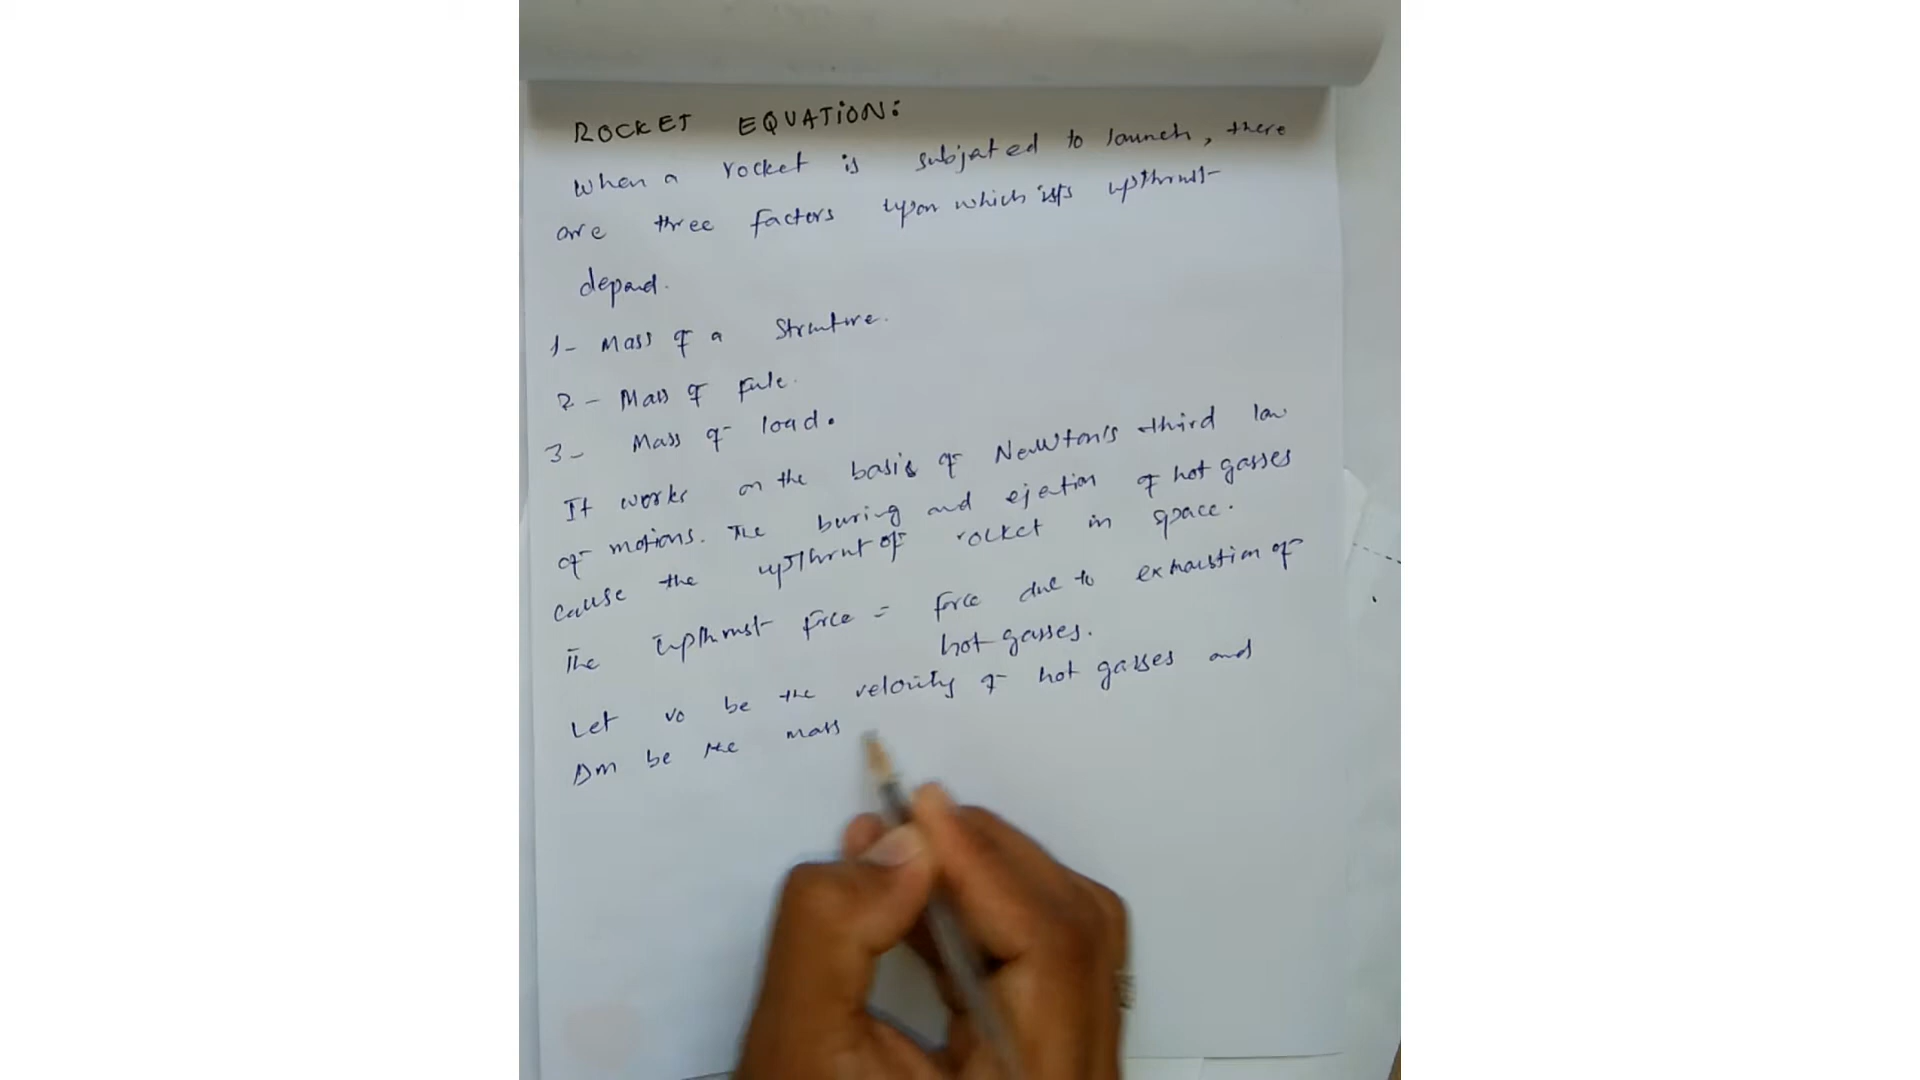 ROCKET EQUATION:
When a rocket is subjated to launch, there
are three factors upon which its upthrust
depand.
1- Mass of a Structure.
2- Mass of fule.
3- Mass of load.
It works on the basis of Newton's third law
of motions. The buring and ejection of hot gasses
cause the upthrut of rocket in space.
The upthrust force = force due to exhaustion of
hot gasses.
Let vo be the velocity of hot gasses and
Δm be the mass